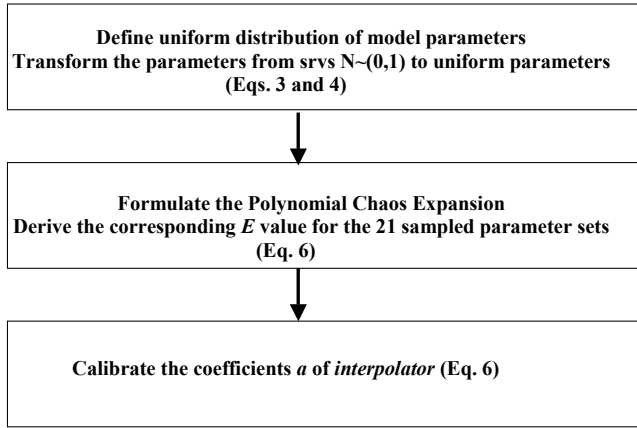 Define uniform distribution of model parameters
Transform the parameters from srvs N~(0,1) to uniform parameters
(Eqs. 3 and 4)
Formulate the Polynomial Chaos Expansion
Derive the corresponding E value for the 21 sampled parameter sets
(Eq. 6)
Calibrate the coefficients a of interpolator (Eq. 6)